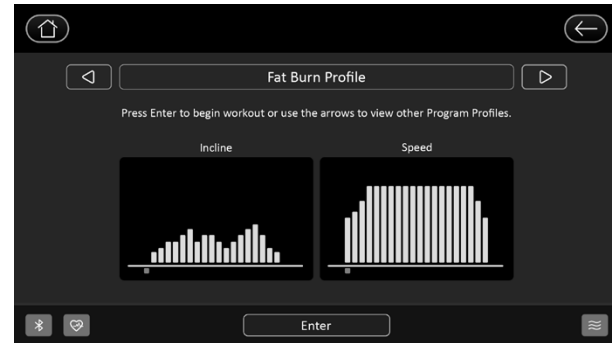 Fat Burn Profile
Press Enter to begin workout or use the arrows to view other Program Profiles.
Incline
Speed
Enter